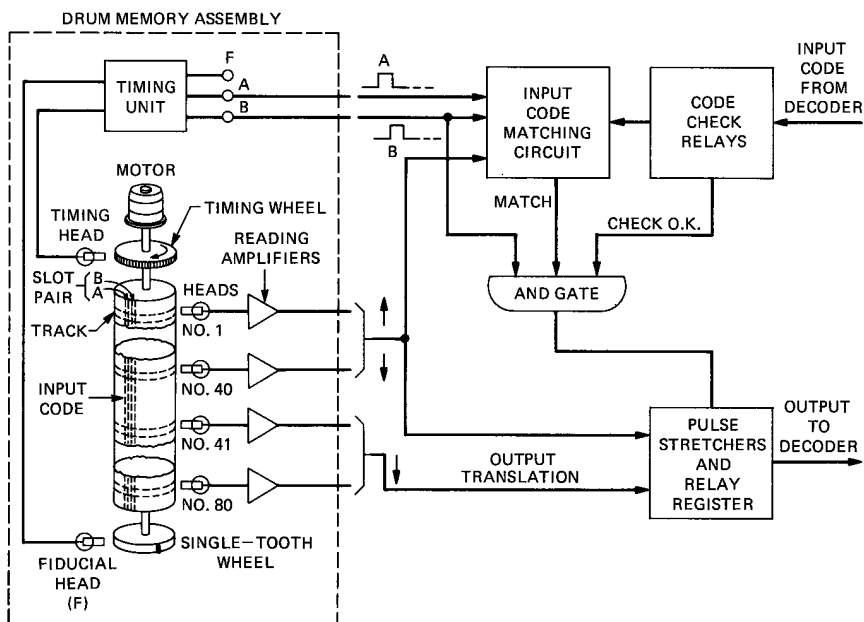 DRUM MEMORY ASSEMBLY
TIMING
UNIT
F
A
B
A
B
INPUT
CODE
MATCHING
CIRCUIT
CODE
CHECK
RELAYS
INPUT
CODE
FROM
DECODER
MOTOR
TIMING
HEAD
TIMING WHEEL
READING
AMPLIFIERS
MATCH
CHECK O.K.
SLOT
PAIR
B
A
HEADS
TRACK
NO. 1
AND GATE
INPUT
CODE
NO. 40
NO. 41
NO. 80
OUTPUT
TRANSLATION
PULSE
STRETCHERS
AND
RELAY
REGISTER
OUTPUT
TO
DECODER
SINGLE–TOOTH
WHEEL
FIDUCIAL
HEAD
(F)